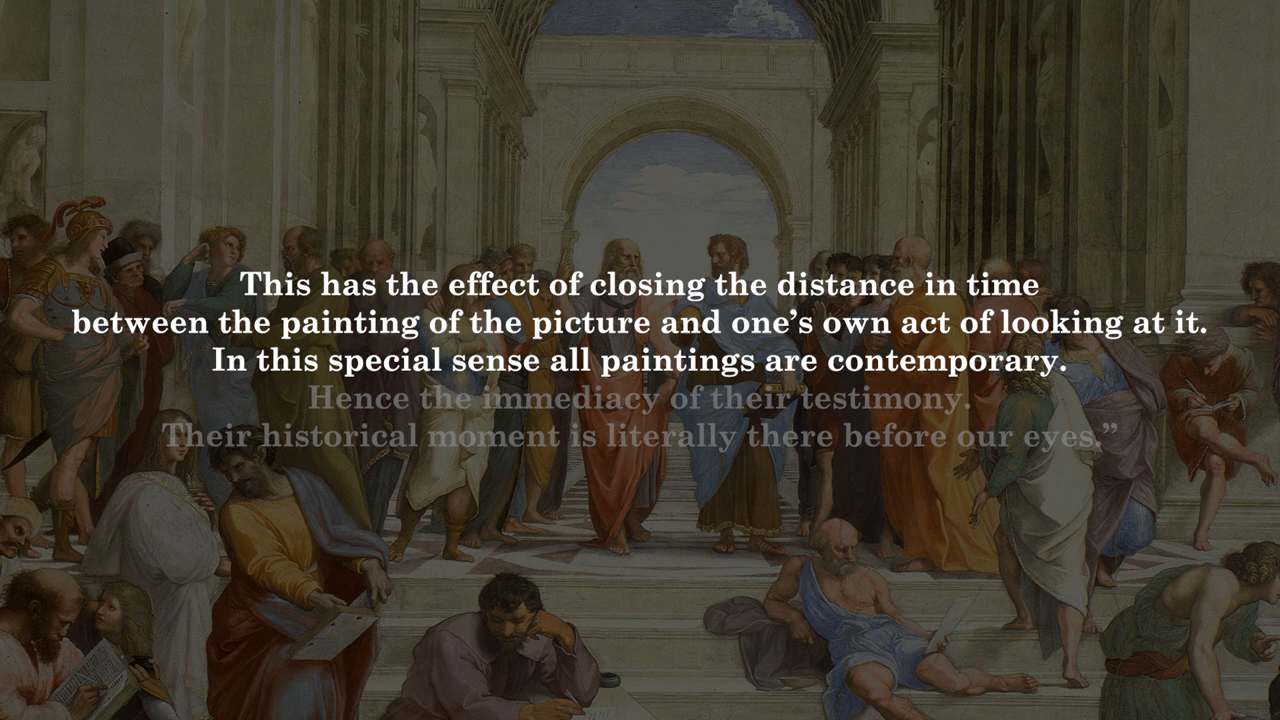 This has the effect of closing the distance in time
between the painting of the picture and one’s own act of looking at it.
In this special sense all paintings are contemporary.
Hence the immediacy of their testimony.
Their historical moment is literally there before our eyes.”